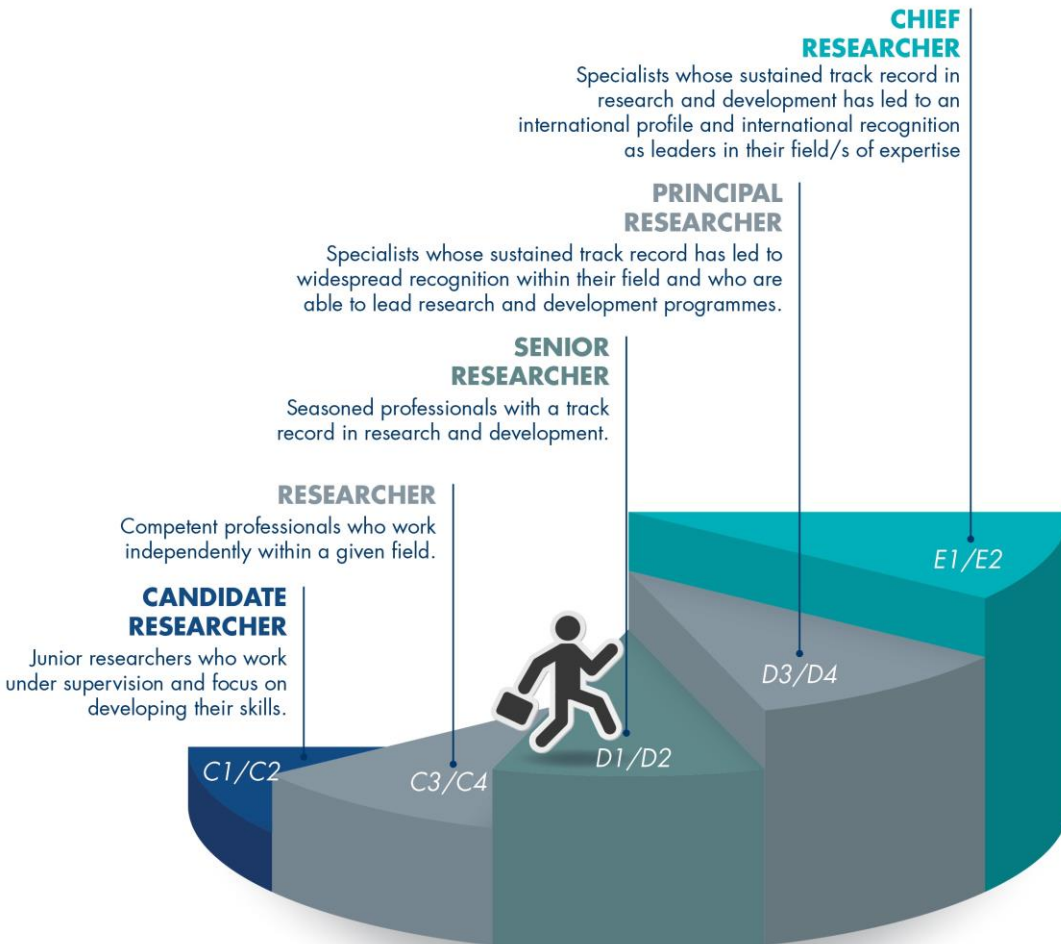 CHIEF
RESEARCHER
Specialists whose sustained track record in
research and development has led to an
international profile and international recognition
as leaders in their field/s of expertise
PRINCIPAL
RESEARCHER
Specialists whose sustained track record has led to
widespread recognition within their field and who are
able to lead research and development programmes.
SENIOR
RESEARCHER
Seasoned professionals with a track
record in research and development.
RESEARCHER
Competent professionals who work
independently within a given field.
CANDIDATE
RESEARCHER
Junior researchers who work
under supervision and focus on
developing their skills.
E1/E2
D3/D4
D1/D2
C3/C4
C1/C2